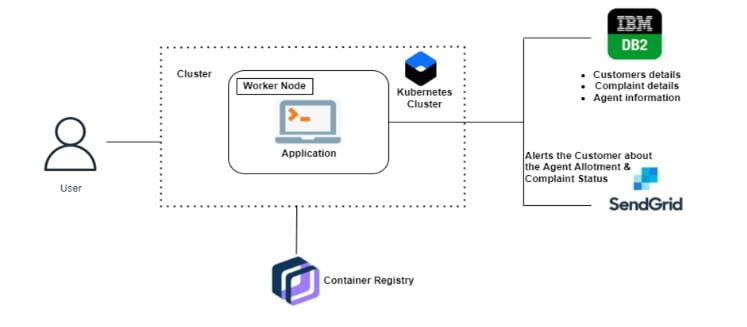 IBM
DB2
Customers details
Complaint details
Agent information
Cluster
Worker Node
Application
Kubernetes
Cluster
User
Alerts the Customer about
the Agent Allotment &
Complaint Status
SendGrid
Container Registry